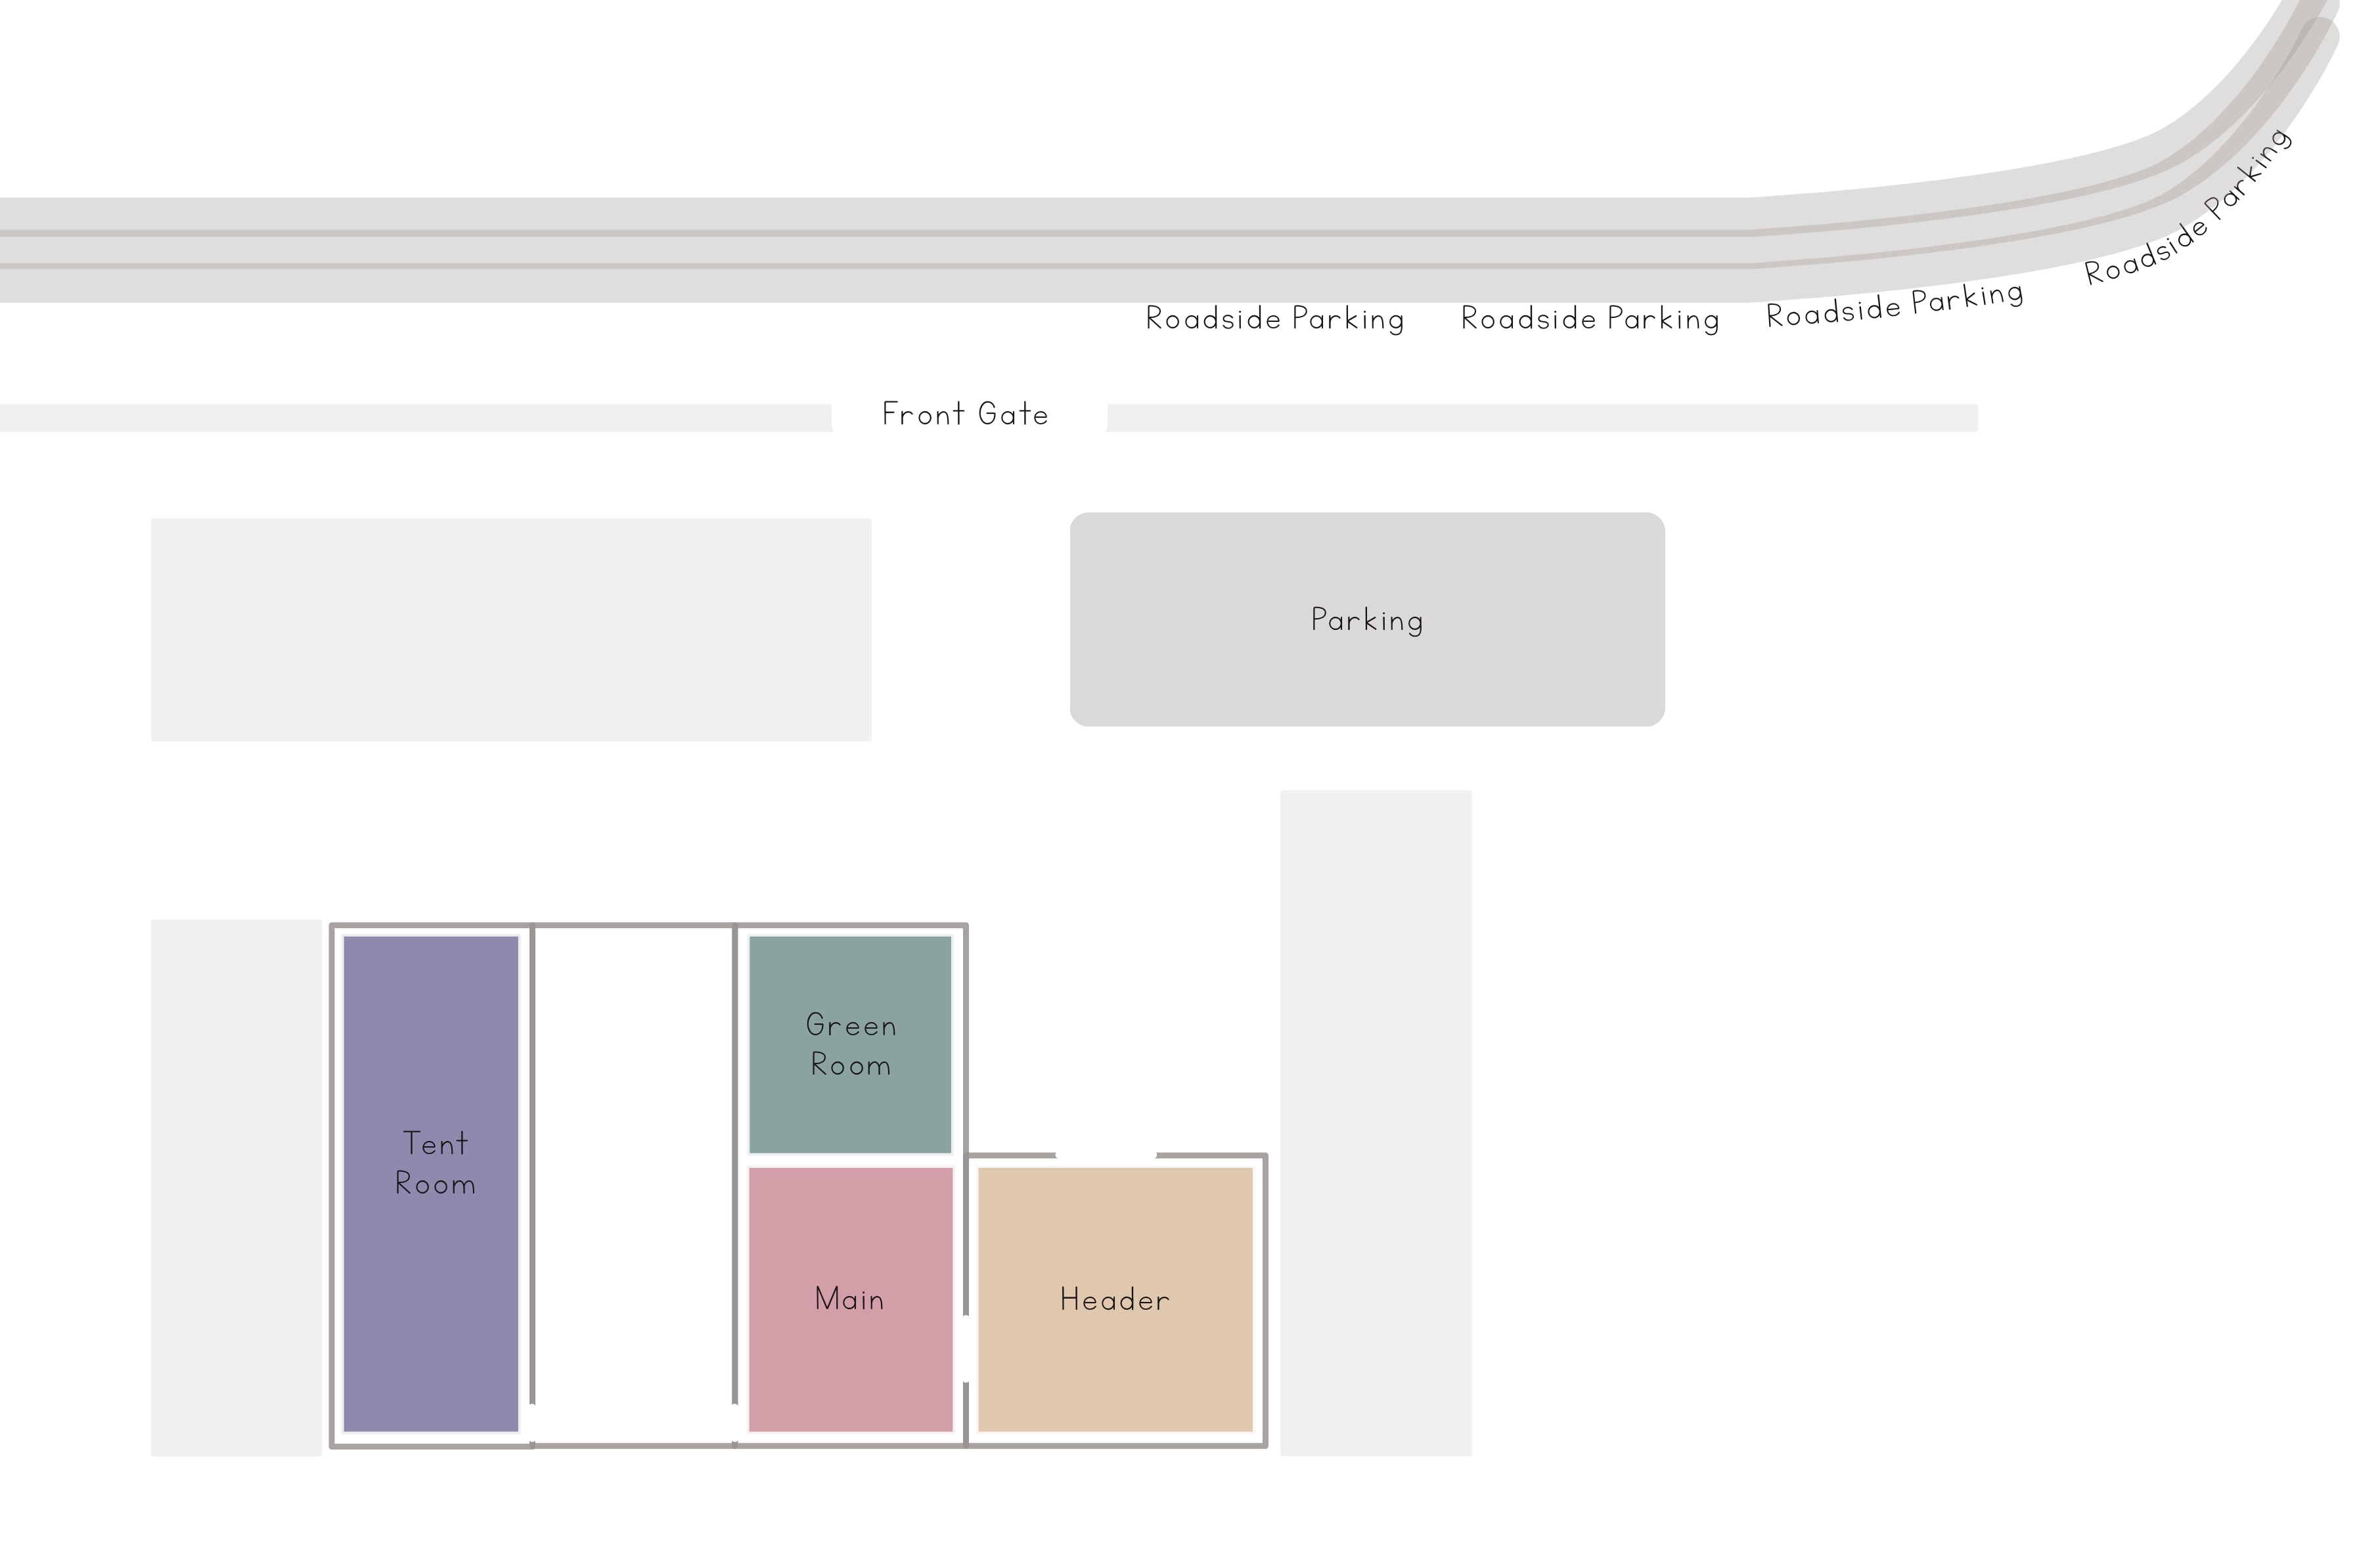 Roadside Parking
Roadside Parking
Roadside Parking
Roadside Parking
Front Gate
Parking
Green
Room
Tent
Room
Main
Header